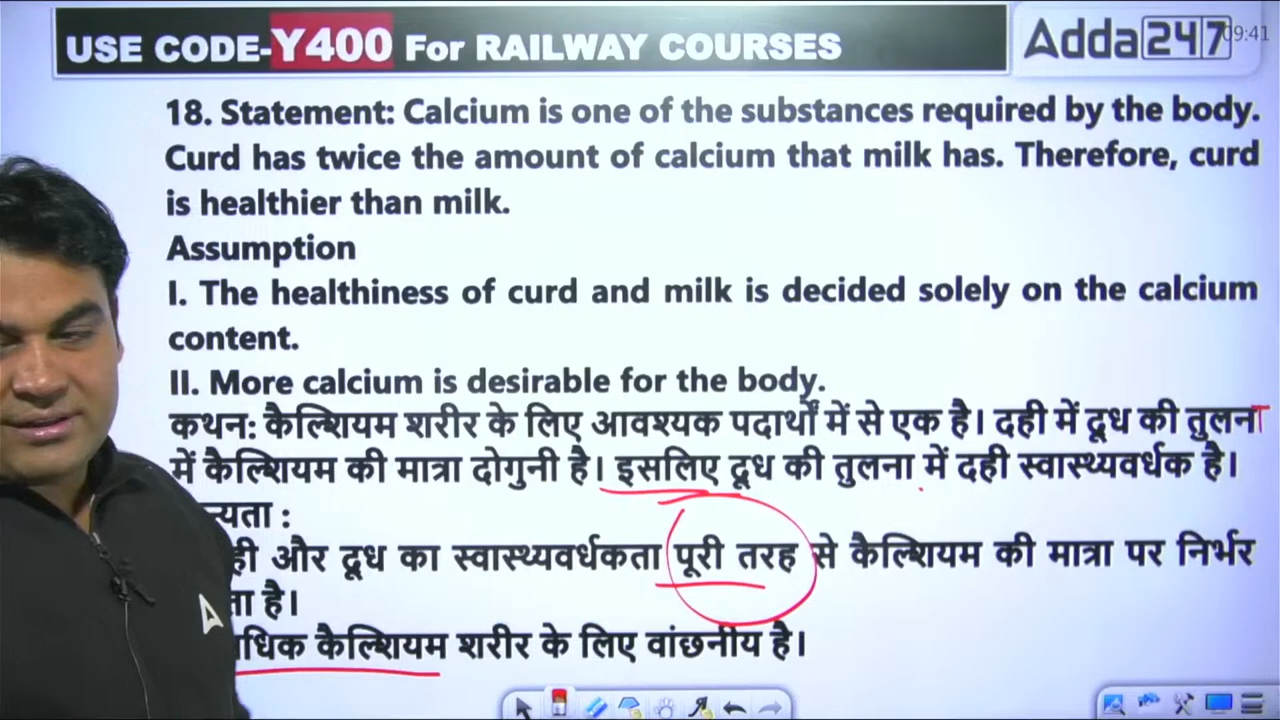 USE CODE-Y400 For RAILWAY COURSES
Adda247
09:41
18. Statement: Calcium is one of the substances required by the body.
Curd has twice the amount of calcium that milk has. Therefore, curd
is healthier than milk.
Assumption
I. The healthiness of curd and milk is decided solely on the calcium
content.
II. More calcium is desirable for the body.
कथन: कैल्शियम शरीर के लिए आवश्यक पदार्थों में से एक है। दही में दूध की तुलना
में कैल्शियम की मात्रा दोगुनी है। इसलिए दूध की तुलना में दही स्वास्थ्यवर्धक है।
न्यता :
ही और दूध का स्वास्थ्यवर्धकता पूरी तरह से कैल्शियम की मात्रा पर निर्भर
ता है।
धिक कैल्शियम शरीर के लिए वांछनीय है।